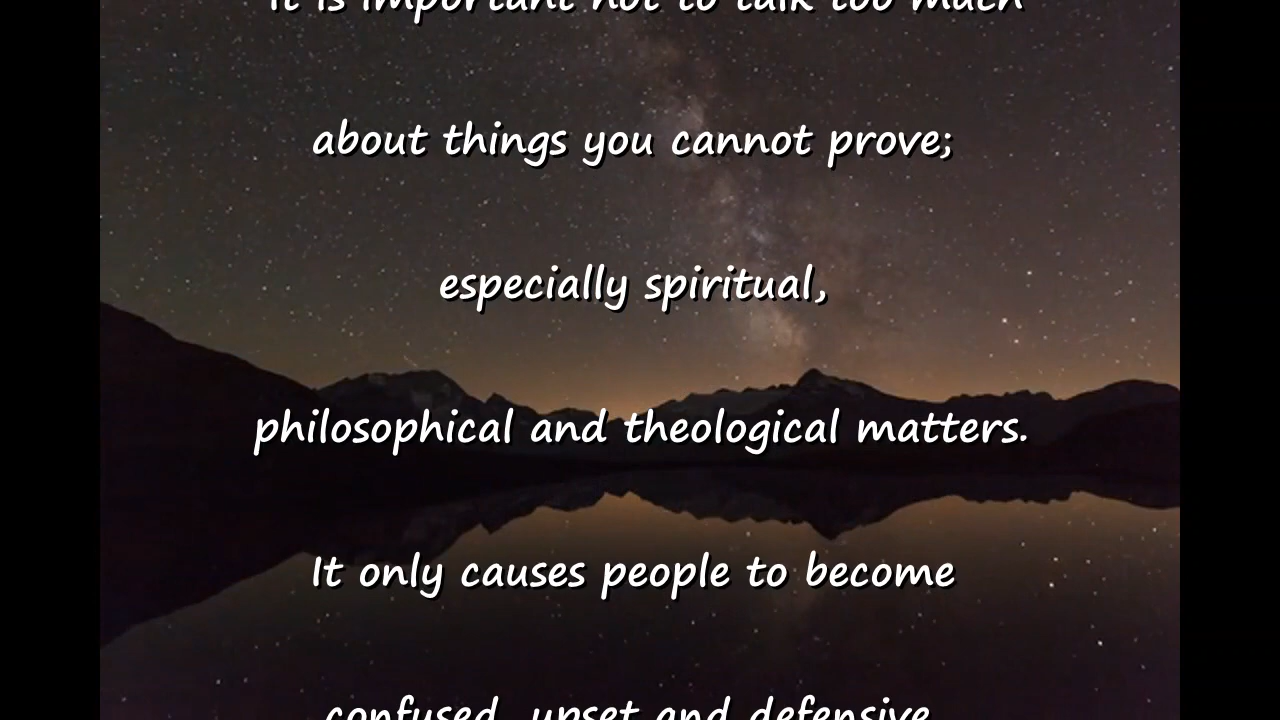 It is important not to talk too much
about things you cannot prove;
especially spiritual,
philosophical and theological matters.
It only causes people to become
confused, upset and defensive